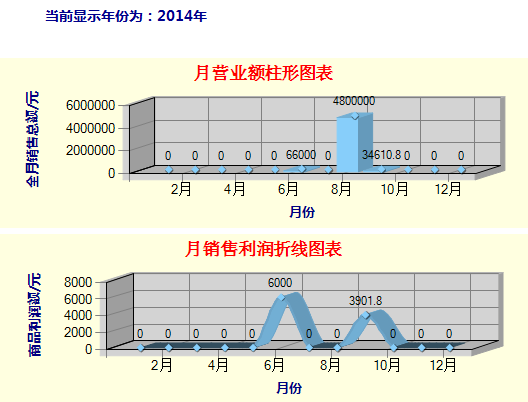 当前显示年份为：2014年
月营业额柱形图表
全月销售总额/元
6000000
4000000
2000000
0
0 0 0 0 0 66000 0 4800000 34610.8 0 0 0
2月 4月 6月 8月 10月 12月
月份
月销售利润折线图表
商品利润额/元
8000
6000
4000
2000
0
0 0 0 0 0 6000 0 0 3901.8 0 0 0
2月 4月 6月 8月 10月 12月
月份